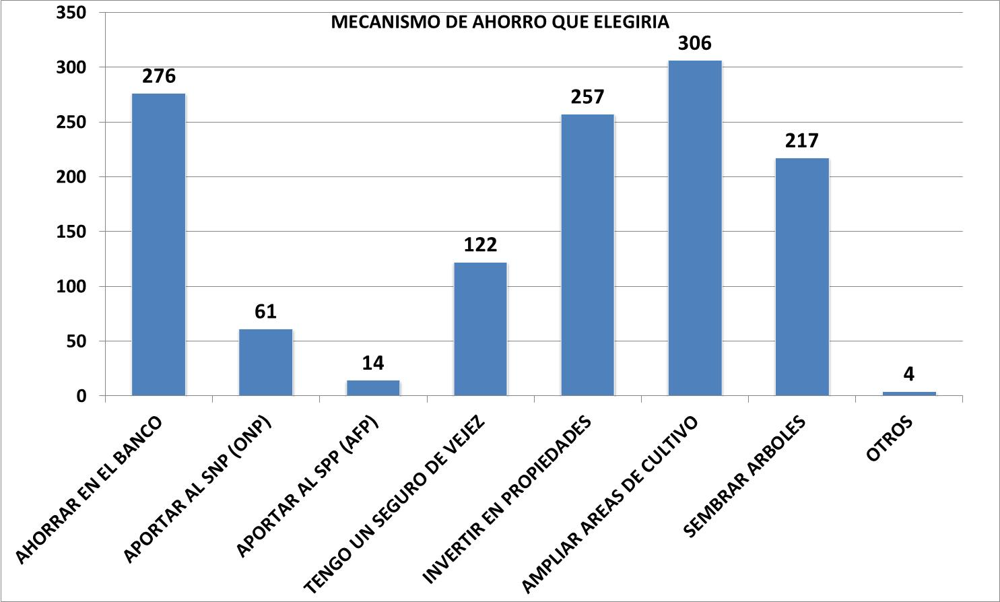 MECANISMO DE AHORRO QUE ELEGIRIA
350
300
250
200
150
100
50
0
276
61
14
122
257
306
217
4
AHORRAR EN EL BANCO
APORTAR AL SNP (ONP)
APORTAR AL SPP (AFP)
TENGO UN SEGURO DE VEJEZ
INVERTIR EN PROPIEDADES
AMPLIAR AREAS DE CULTIVO
SEMBRAR ARBOLES
OTROS